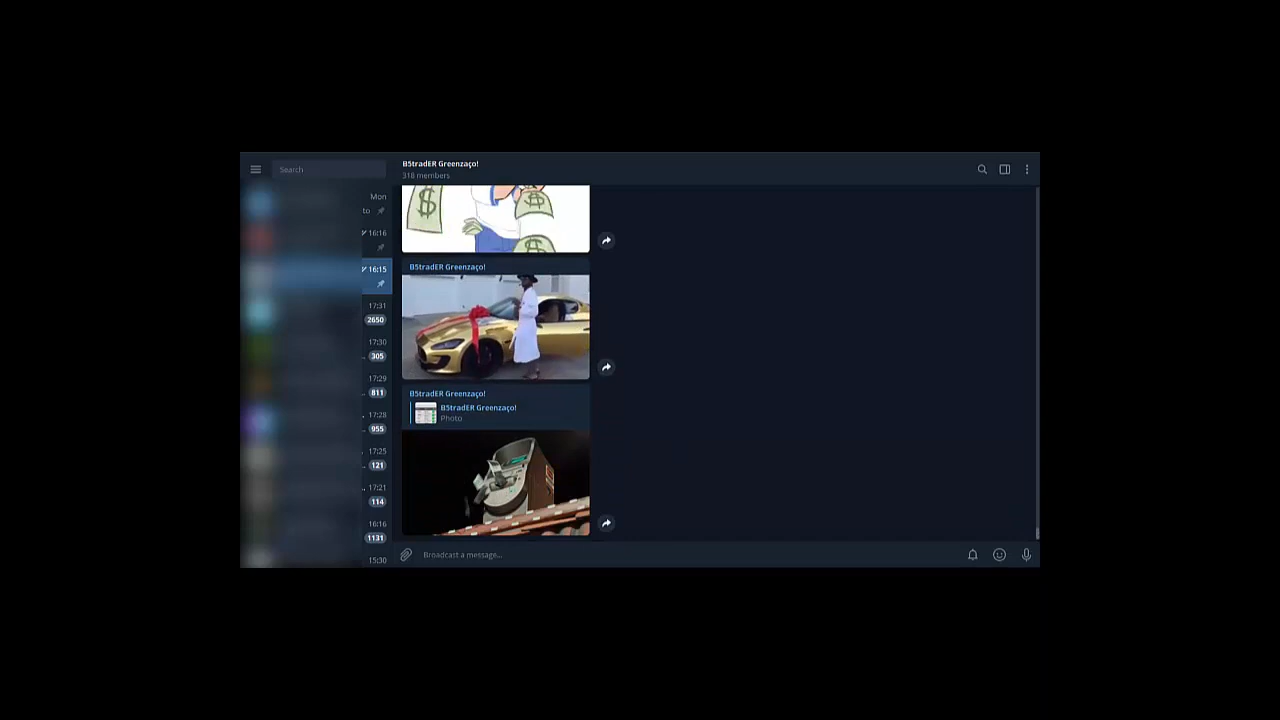 Search
B5tradER Greenzaço!
318 members
Mon
to
16:16
16:15
17:31
2650
17:30
305
17:29
811
17:28
955
17:25
121
17:21
114
16:16
1131
15:30
$
$
$
B5tradER Greenzaço!
B5tradER Greenzaço!
B5tradER Greenzaço!
Photo
Broadcast a message...